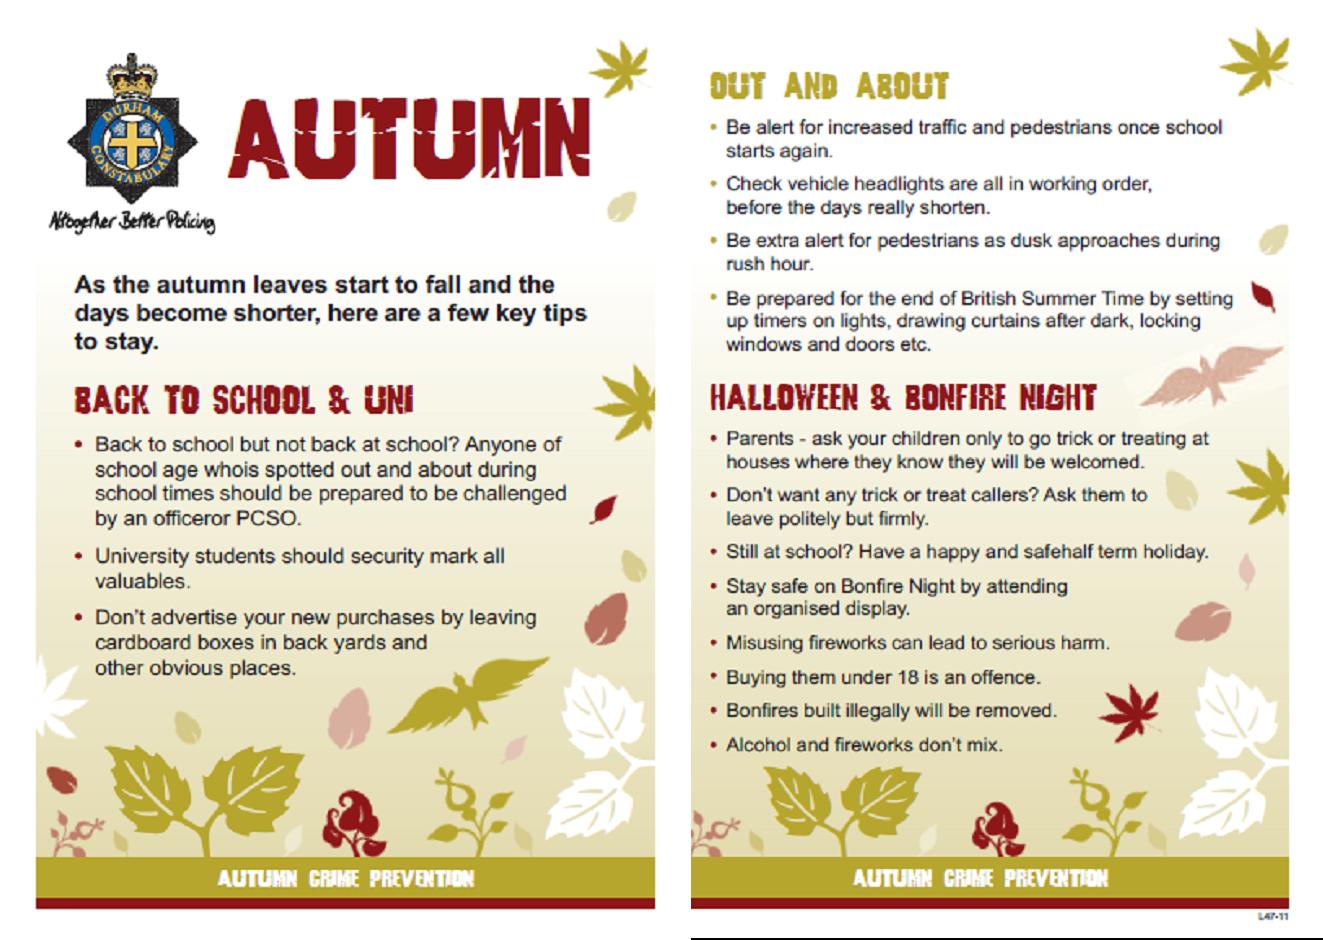 DURHAM
CONSTABULARY
Altogether Better Policing
AUTUMN
As the autumn leaves start to fall and the
days become shorter, here are a few key tips
to stay.
BACK TO SCHOOL & UNI
• Back to school but not back at school? Anyone of
school age whois spotted out and about during
school times should be prepared to be challenged
by an officeror PCSO.
• University students should security mark all
valuables.
• Don't advertise your new purchases by leaving
cardboard boxes in back yards and
other obvious places.
AUTUMN CRIME PREVENTION
OUT AND ABOUT
• Be alert for increased traffic and pedestrians once school
starts again.
• Check vehicle headlights are all in working order,
before the days really shorten.
• Be extra alert for pedestrians as dusk approaches during
rush hour.
• Be prepared for the end of British Summer Time by setting
up timers on lights, drawing curtains after dark, locking
windows and doors etc.
HALLOWEEN & BONFIRE NIGHT
• Parents - ask your children only to go trick or treating at
houses where they know they will be welcomed.
• Don't want any trick or treat callers? Ask them to
leave politely but firmly.
• Still at school? Have a happy and safehalf term holiday.
• Stay safe on Bonfire Night by attending
an organised display.
• Misusing fireworks can lead to serious harm.
• Buying them under 18 is an offence.
• Bonfires built illegally will be removed.
• Alcohol and fireworks don't mix.
AUTUMN CRIME PREVENTION
L47-11